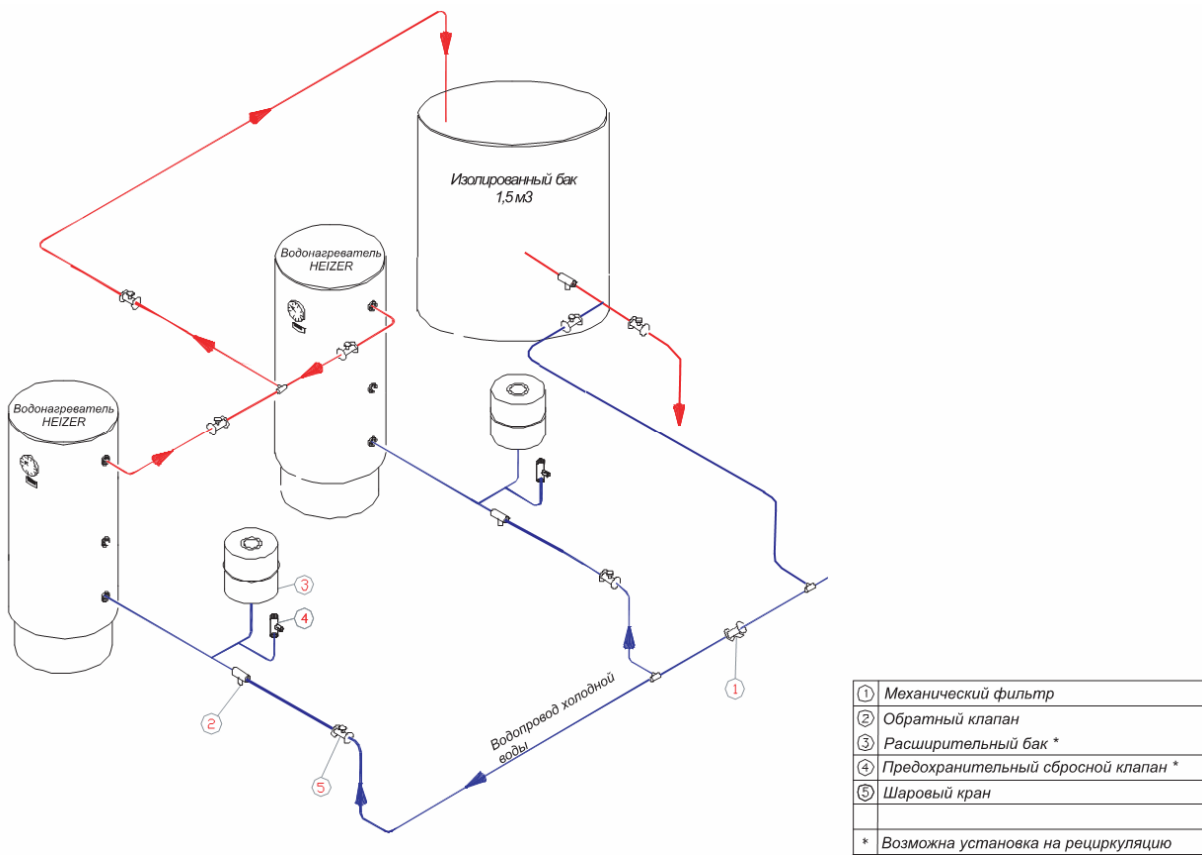 Изолированный бак
1,5 м3
Водонагреватель
HEIZER
Водонагреватель
HEIZER
3
4
2
5
1
Водопровод холодной
воды
1 Механический фильтр
2 Обратный клапан
3 Расширительный бак *
4 Предохранительный сбросной клапан *
5 Шаровый кран
* Возможна установка на рециркуляцию